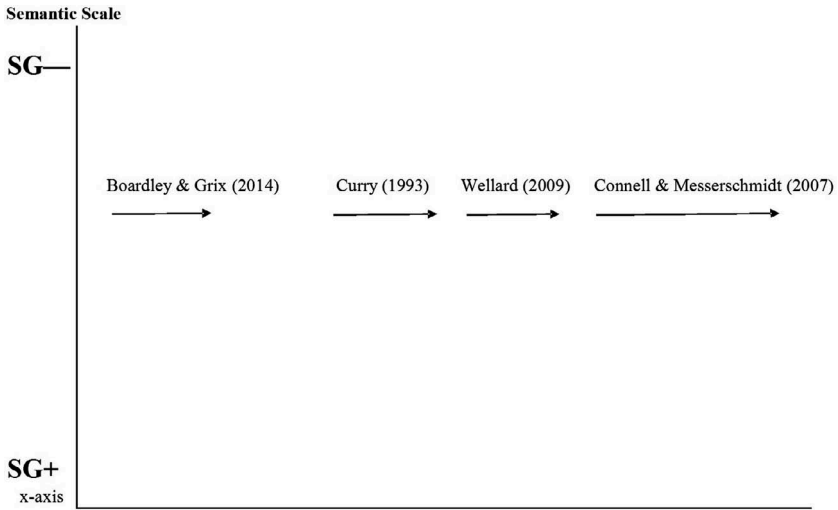 Semantic Scale
SG—
Boardley & Grix (2014) Curry (1993) Wellard (2009) Connell & Messerschmidt (2007)
SG+
x-axis